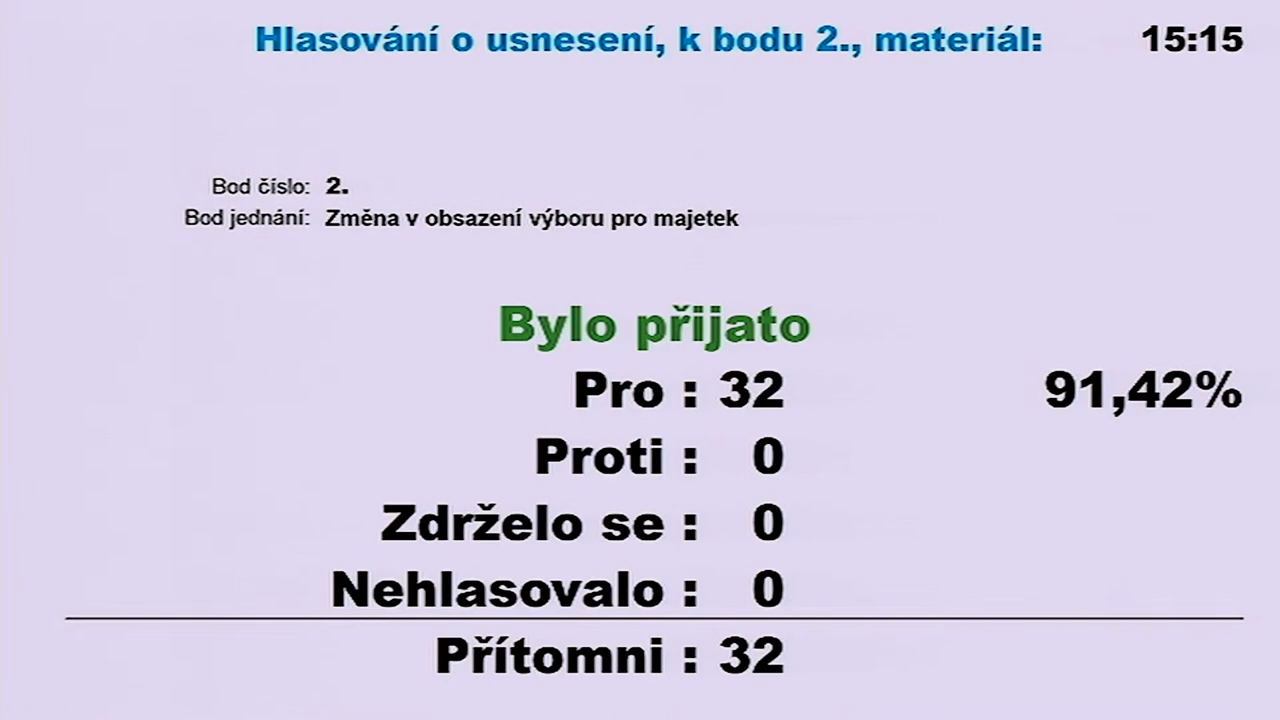 Hlasování o usnesení, k bodu 2., materiál: 15:15
Bod číslo: 2.
Bod jednání: Změna v obsazení výboru pro majetek
Bylo přijato
Pro : 32 91,42%
Proti : 0
Zdrželo se : 0
Nehlasovalo : 0
Přítomni : 32